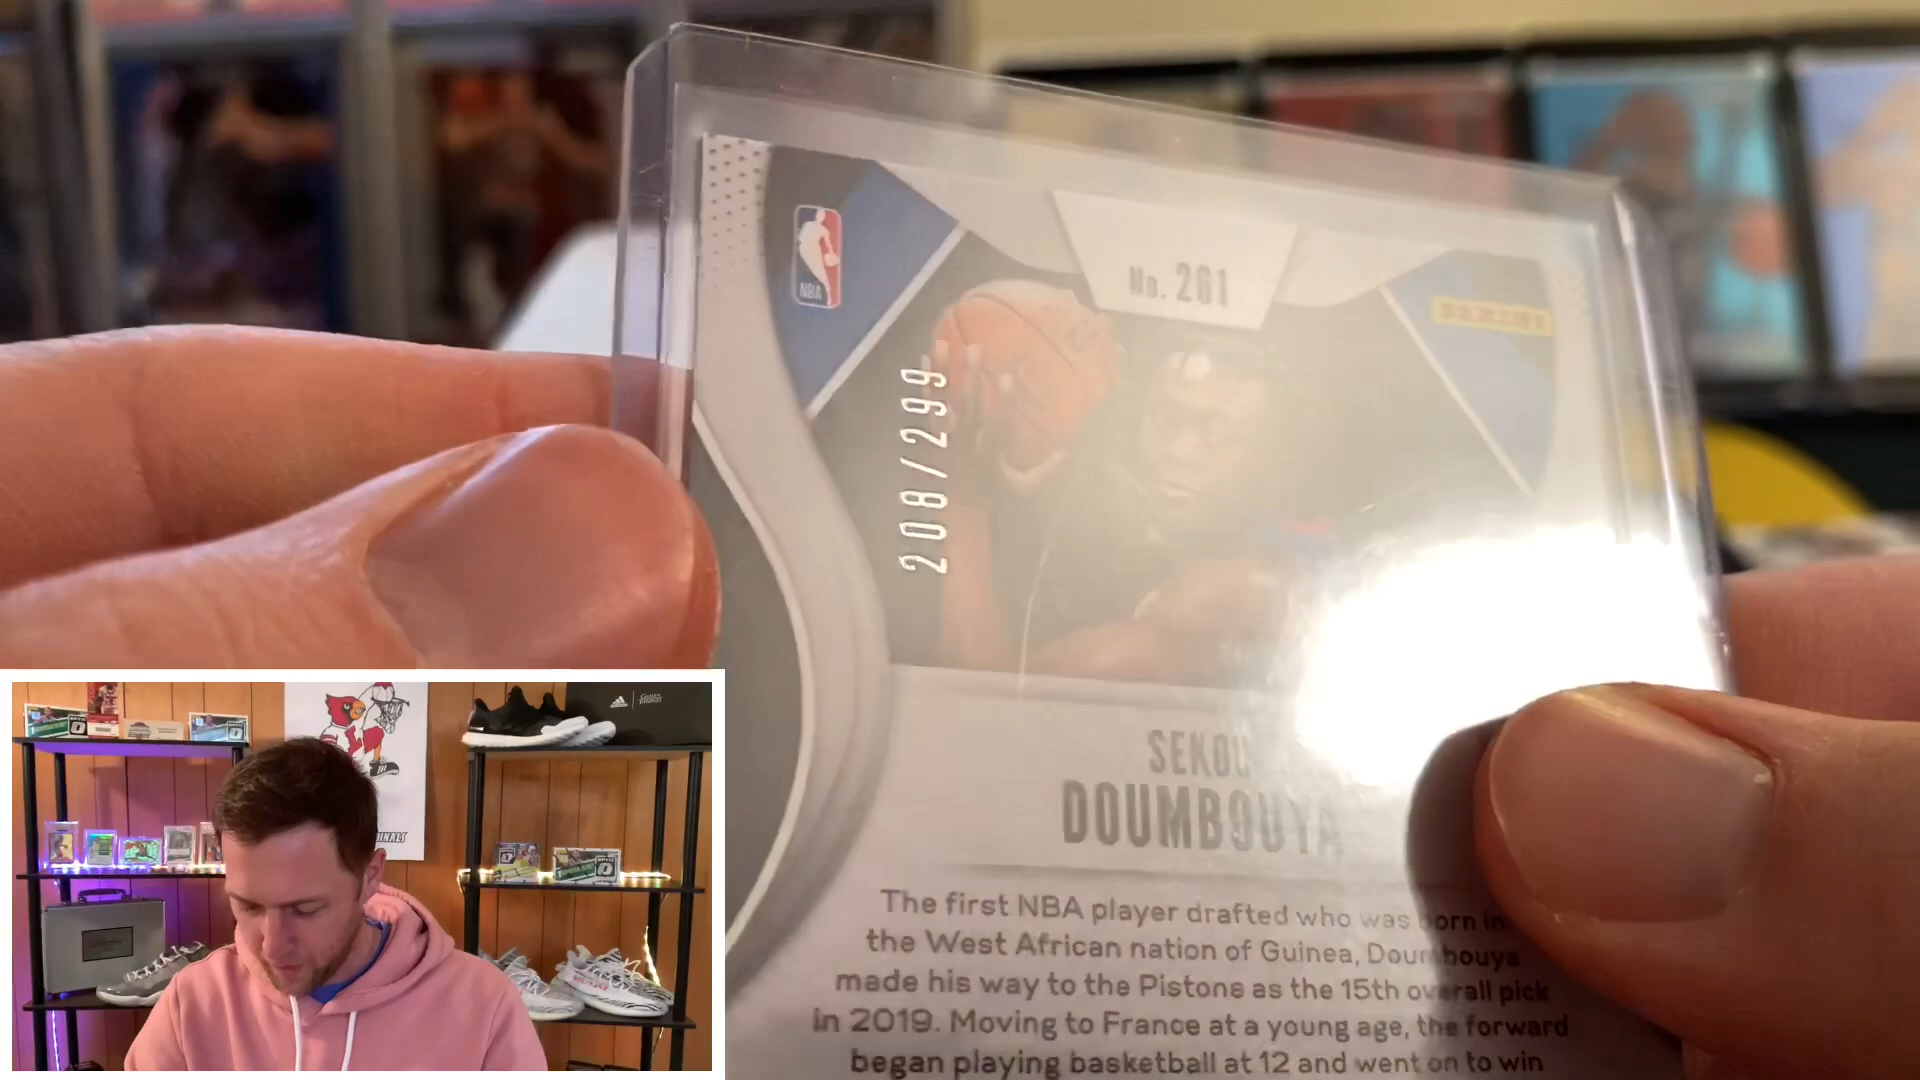 NBA
No. 261
PANINI
208/299
SEKOU
DOUMBOUYA
The first NBA player drafted who was born in
the West African nation of Guinea, Doumbouya
made his way to the Pistons as the 15th overall pick
in 2019. Moving to France at a young age, the forward
began playing basketball at 12 and went on to win
adidas